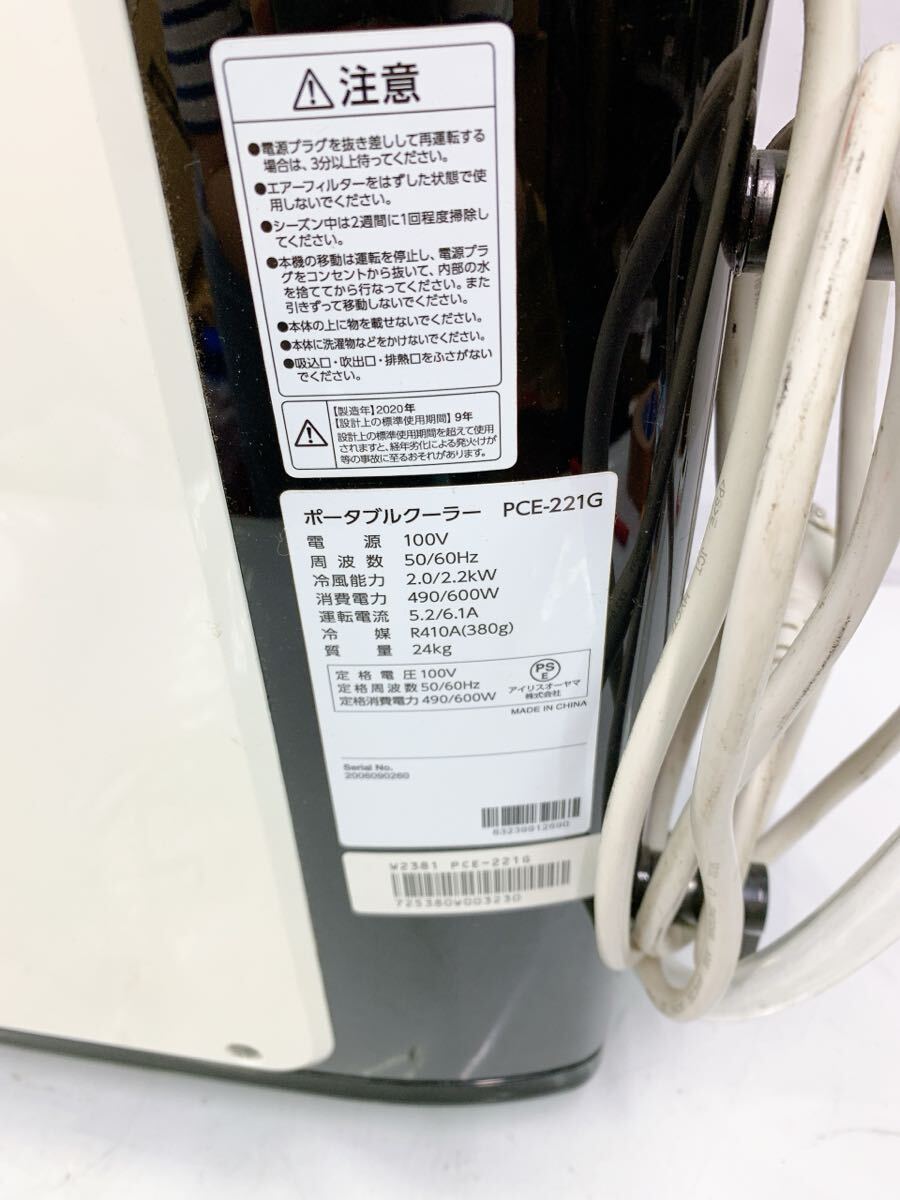 注意
●電源プラグを抜き差しして再運転する
場合は、3分以上待ってください。
●エアーフィルターをはずした状態で使
用しないでください。
●シーズン中は2週間に1回程度掃除し
てください。
●本機の移動は運転を停止し、電源プラ
グをコンセントから抜いて、内部の水
を捨ててから行なってください。また
引きずって移動しないでください。
●本体の上に物を載せないでください。
●本体に洗濯物などをかけないでください。
●吸込口・吹出口・排熱口をふさがない
でください。
【製造年】2020年
【設計上の標準使用期間】9年
設計上の標準使用期間を超えて使用
されますと、経年劣化による発火けが
等の事故に至るおそれがあります。
ポータブルクーラー PCE-221G
電源 100V
周波数 50/60Hz
冷風能力 2.0/2.2kW
消費電力 490/600W
運転電流 5.2/6.1A
冷媒 R410A(380g)
質量 24kg
定格電圧 100V
定格周波数 50/60Hz
定格消費電力 490/600W
PS
E
アイリスオーヤマ
株式会社
MADE IN CHINA
Serial No.
2006090260
W2381 PCE-221G
725380W003230